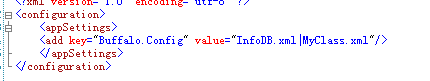 <?xml version="1.0" encoding="utf-8" ?>
<configuration>
<appSettings>
<add key="Buffalo.Config" value="InfoDB.xml|MyClass.xml"/>
</appSettings>
</configuration>